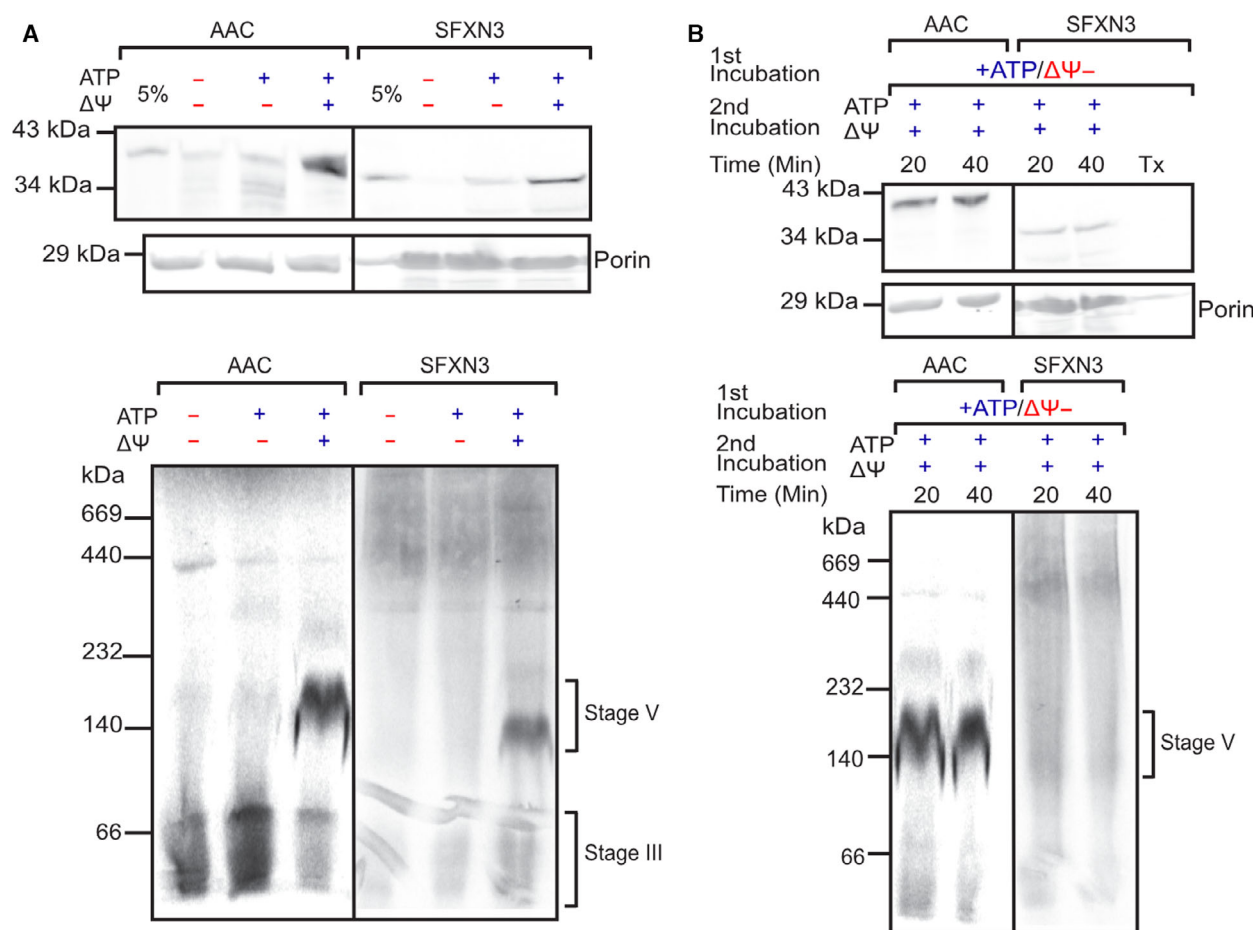 A
AAC SFXN3
ATP – + + – + +
5% 5%
ΔΨ – – + – – +
43 kDa
34 kDa
29 kDa Porin
AAC SFXN3
ATP – + + – + +
ΔΨ – – + – – +
kDa
669
440
232
Stage V
140
66
Stage III
B
AAC SFXN3
1st
Incubation +ATP/ΔΨ–
2nd ATP + + + +
Incubation ΔΨ + + + +
Time (Min) 20 40 20 40 Tx
43 kDa
34 kDa
29 kDa Porin
AAC SFXN3
1st
Incubation +ATP/ΔΨ–
2nd ATP + + + +
Incubation ΔΨ + + + +
Time (Min) 20 40 20 40
kDa
669
440
232
Stage V
140
66